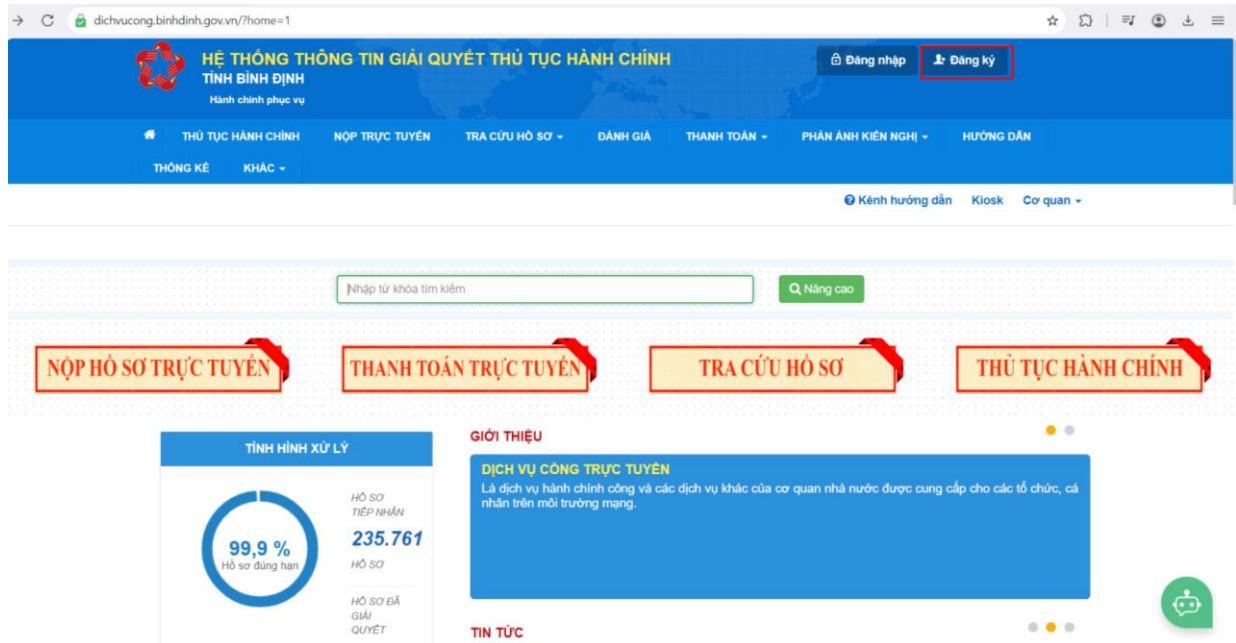 dichvucong.binhdinh.gov.vn/?home=1
HỆ THỐNG THÔNG TIN GIẢI QUYẾT THỦ TỤC HÀNH CHÍNH
TỈNH BÌNH ĐỊNH
Hành chính phục vụ
Đăng nhập
Đăng ký
THỦ TỤC HÀNH CHÍNH NỘP TRỰC TUYẾN TRA CỨU HỒ SƠ ĐÁNH GIÁ THANH TOÁN PHẢN ÁNH KIẾN NGHỊ HƯỚNG DẪN
THỐNG KÊ KHÁC
Kênh hướng dẫn Kiosk Cơ quan
Nhập từ khóa tìm kiếm
Nâng cao
NỘP HỒ SƠ TRỰC TUYẾN
THANH TOÁN TRỰC TUYẾN
TRA CỨU HỒ SƠ
THỦ TỤC HÀNH CHÍNH
TÌNH HÌNH XỬ LÝ
99,9 %
Hồ sơ đúng hạn
HỒ SƠ
TIẾP NHẬN
235.761
HỒ SƠ
HỒ SƠ ĐÃ
GIẢI
QUYẾT
GIỚI THIỆU
DỊCH VỤ CÔNG TRỰC TUYẾN
Là dịch vụ hành chính công và các dịch vụ khác của cơ quan nhà nước được cung cấp cho các tổ chức, cá
nhân trên môi trường mạng.
TIN TỨC